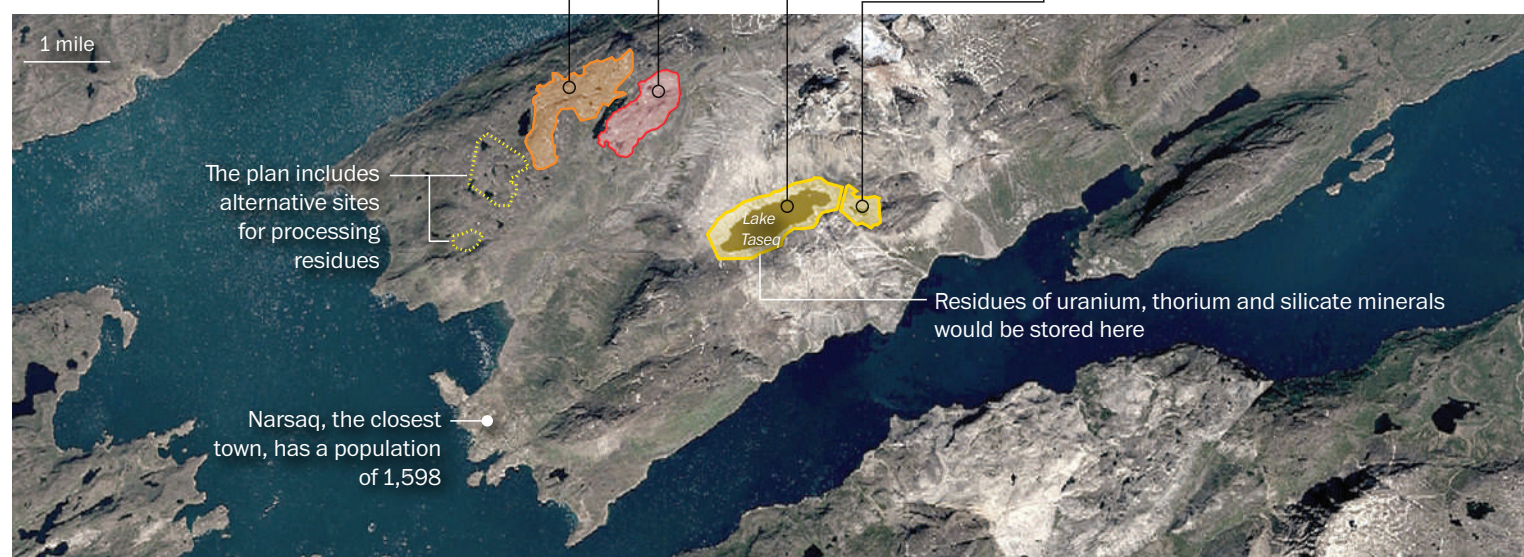 1 mile
The plan includes
alternative sites
for processing
residues
Lake
Taseq
Residues of uranium, thorium and silicate minerals
would be stored here
Narsaq, the closest
town, has a population
of 1,598